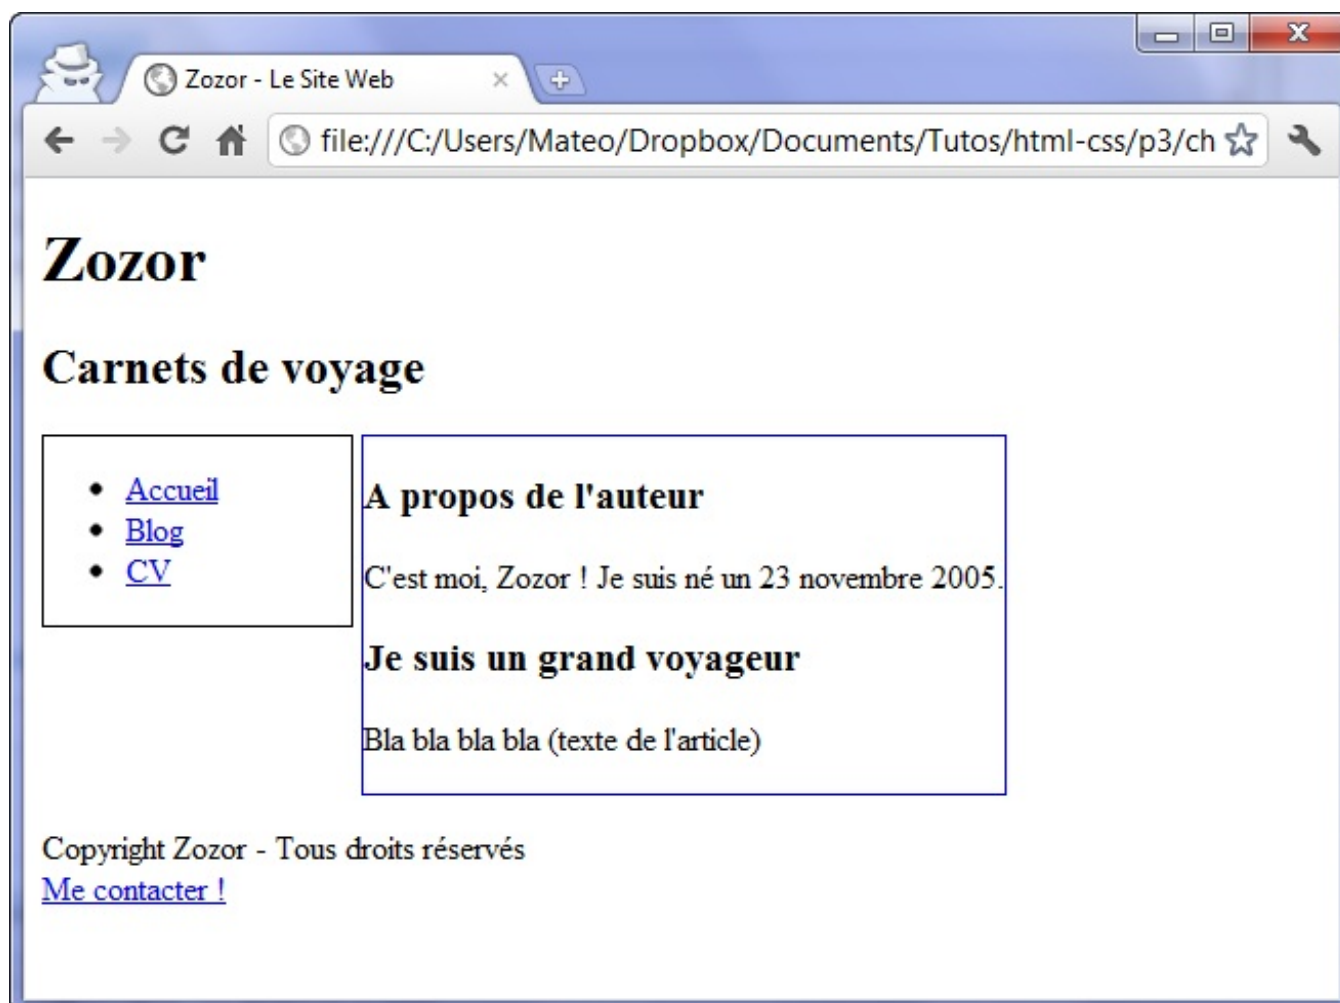 Zozor - Le Site Web
file:///C:/Users/Mateo/Dropbox/Documents/Tutos/html-css/p3/ch
Zozor
Carnets de voyage
Accueil
Blog
CV
A propos de l'auteur
C'est moi, Zozor ! Je suis né un 23 novembre 2005.
Je suis un grand voyageur
Bla bla bla bla (texte de l'article)
Copyright Zozor - Tous droits réservés
Me contacter !